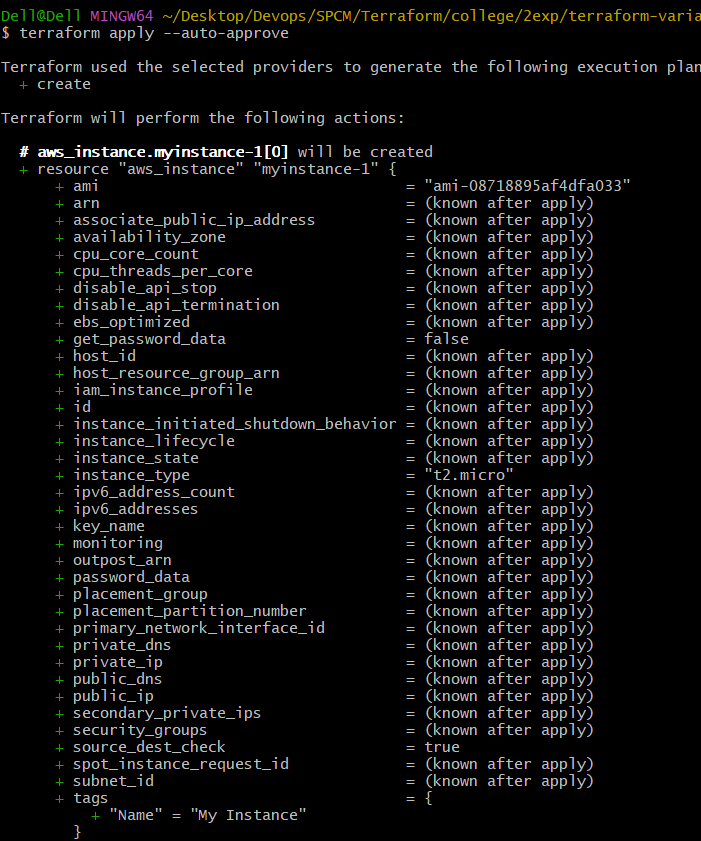 Dell@Dell MINGW64 ~/Desktop/Devops/SPCM/Terraform/college/2exp/terraform-varia
$ terraform apply --auto-approve
Terraform used the selected providers to generate the following execution plan
+ create
Terraform will perform the following actions:
# aws_instance.myinstance-1[0] will be created
+ resource "aws_instance" "myinstance-1" {
+ ami = "ami-08718895af4dfa033"
+ arn = (known after apply)
+ associate_public_ip_address = (known after apply)
+ availability_zone = (known after apply)
+ cpu_core_count = (known after apply)
+ cpu_threads_per_core = (known after apply)
+ disable_api_stop = (known after apply)
+ disable_api_termination = (known after apply)
+ ebs_optimized = (known after apply)
+ get_password_data = false
+ host_id = (known after apply)
+ host_resource_group_arn = (known after apply)
+ iam_instance_profile = (known after apply)
+ id = (known after apply)
+ instance_initiated_shutdown_behavior = (known after apply)
+ instance_lifecycle = (known after apply)
+ instance_state = (known after apply)
+ instance_type = "t2.micro"
+ ipv6_address_count = (known after apply)
+ ipv6_addresses = (known after apply)
+ key_name = (known after apply)
+ monitoring = (known after apply)
+ outpost_arn = (known after apply)
+ password_data = (known after apply)
+ placement_group = (known after apply)
+ placement_partition_number = (known after apply)
+ primary_network_interface_id = (known after apply)
+ private_dns = (known after apply)
+ private_ip = (known after apply)
+ public_dns = (known after apply)
+ public_ip = (known after apply)
+ secondary_private_ips = (known after apply)
+ security_groups = (known after apply)
+ source_dest_check = true
+ spot_instance_request_id = (known after apply)
+ subnet_id = (known after apply)
+ tags = {
+ "Name" = "My Instance"
}